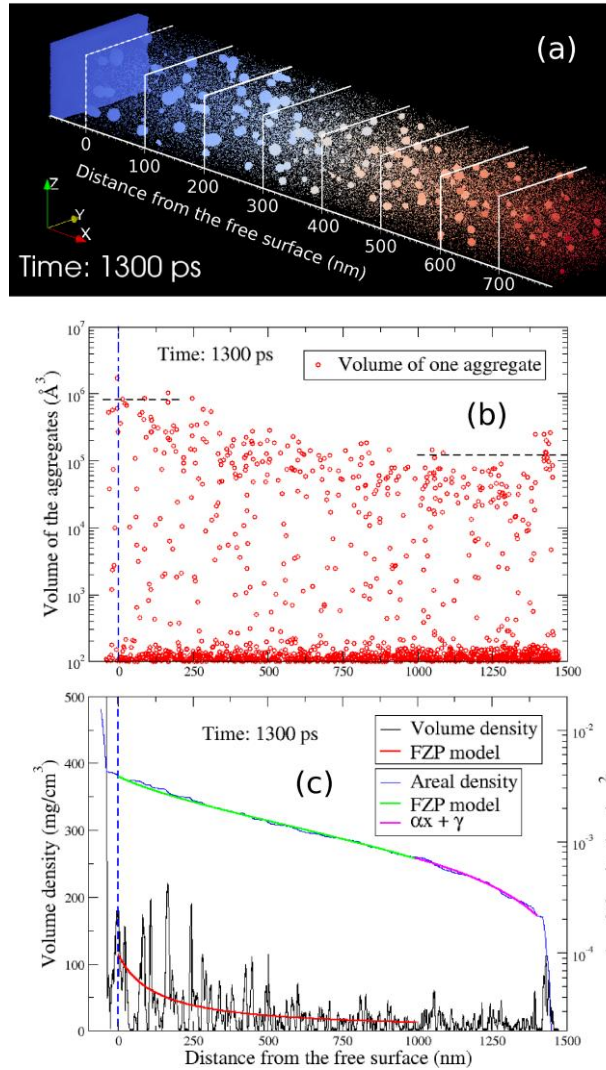 (a)
0
100
200
300
400
500
600
700
Distance from the free surface (nm)
Z
Y
X
Time: 1300 ps
10^7
10^6
10^5
10^4
10^3
10^2
Volume of the aggregates (Å^3)
Time: 1300 ps
Volume of one aggregate
(b)
0 250 500 750 1000 1250 1500
500
400
300
200
100
0
Volume density (mg/cm^3)
Time: 1300 ps
(c)
Volume density
FZP model
Areal density
FZP model
αx + γ
10^-2
10^-3
10^-4
0 250 500 750 1000 1250 1500
Distance from the free surface (nm)